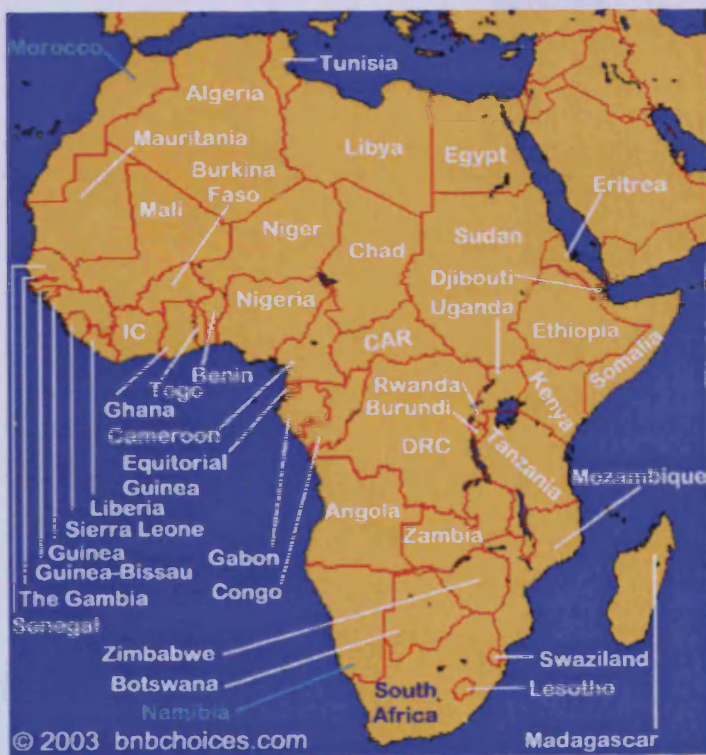 Morocco
Tunisia
Algeria
Mauritania
Libya
Egypt
Burkina
Faso
Mali
Eritrea
Niger
Chad
Sudan
Djibouti
Uganda
Nigeria
IC
CAR
Ethiopia
Somalia
Benin
Togo
Ghana
Rwanda
Burundi
Kenya
Cameroon
DRC
Tanzania
Equitorial
Guinea
Mozambique
Liberia
Angola
Sierra Leone
Zambia
Guinea
Gabon
Guinea-Bissau
Congo
The Gambia
Senegal
Zimbabwe
Swaziland
Botswana
Lesotho
Namibia
South
Africa
© 2003 bnbchoices.com
Madagascar